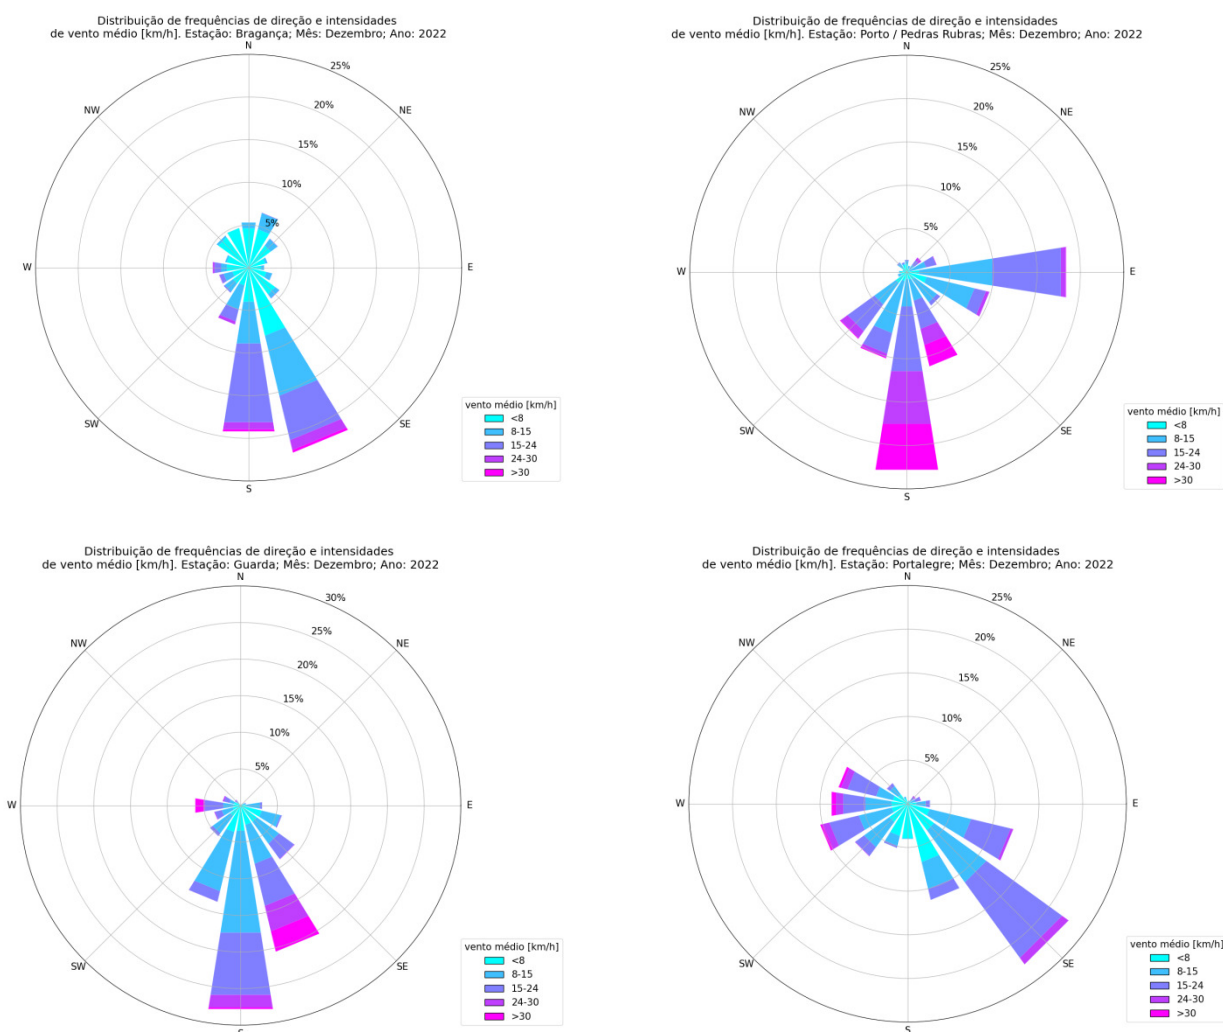 Distribuição de frequências de direção e intensidades
de vento médio [km/h]. Estação: Bragança; Mês: Dezembro; Ano: 2022
N
25%
20%
15%
10%
5%
NW
NE
W
E
SW
SE
S
vento médio [km/h]
<8
8-15
15-24
24-30
>30
Distribuição de frequências de direção e intensidades
de vento médio [km/h]. Estação: Porto / Pedras Rubras; Mês: Dezembro; Ano: 2022
N
25%
20%
15%
10%
5%
NW
NE
W
E
SW
SE
S
vento médio [km/h]
<8
8-15
15-24
24-30
>30
Distribuição de frequências de direção e intensidades
de vento médio [km/h]. Estação: Guarda; Mês: Dezembro; Ano: 2022
N
30%
25%
20%
15%
10%
5%
NW
NE
W
E
SW
SE
S
vento médio [km/h]
<8
8-15
15-24
24-30
>30
Distribuição de frequências de direção e intensidades
de vento médio [km/h]. Estação: Portalegre; Mês: Dezembro; Ano: 2022
N
25%
20%
15%
10%
5%
NW
NE
W
E
SW
SE
S
vento médio [km/h]
<8
8-15
15-24
24-30
>30